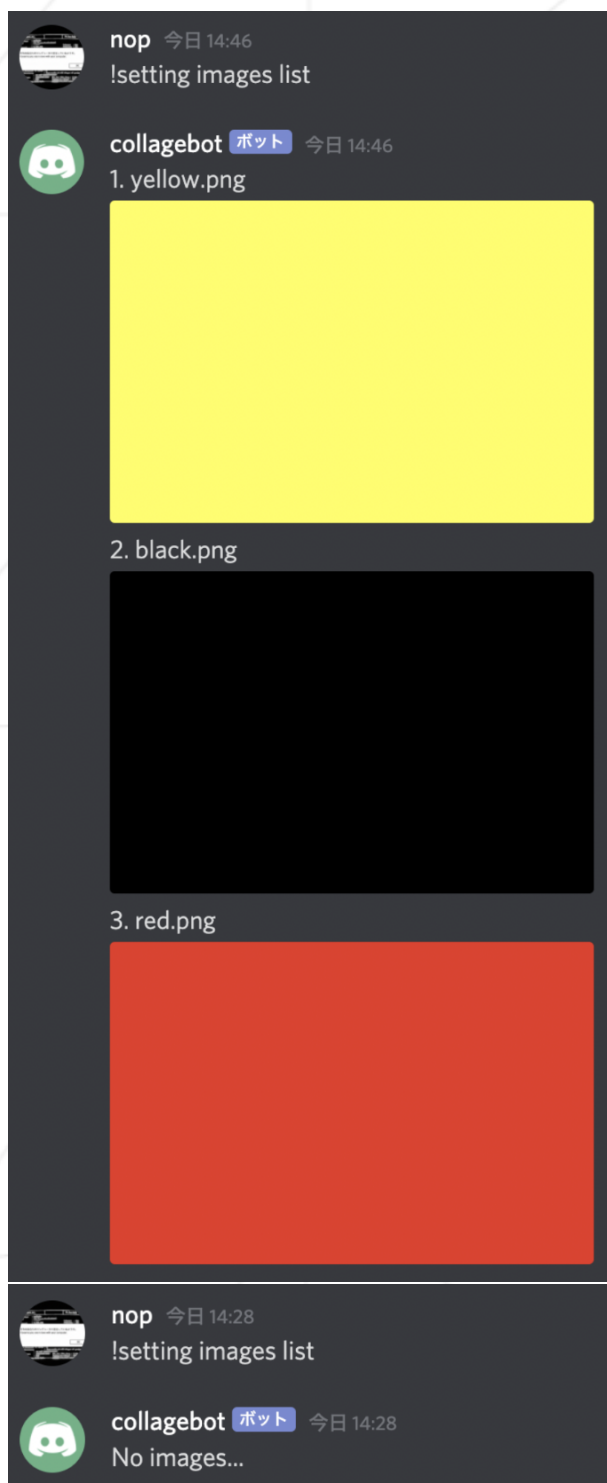 nop 今日 14:46
!setting images list
collagebot ボット 今日 14:46
1. yellow.png
2. black.png
3. red.png
nop 今日 14:28
!setting images list
collagebot ボット 今日 14:28
No images...